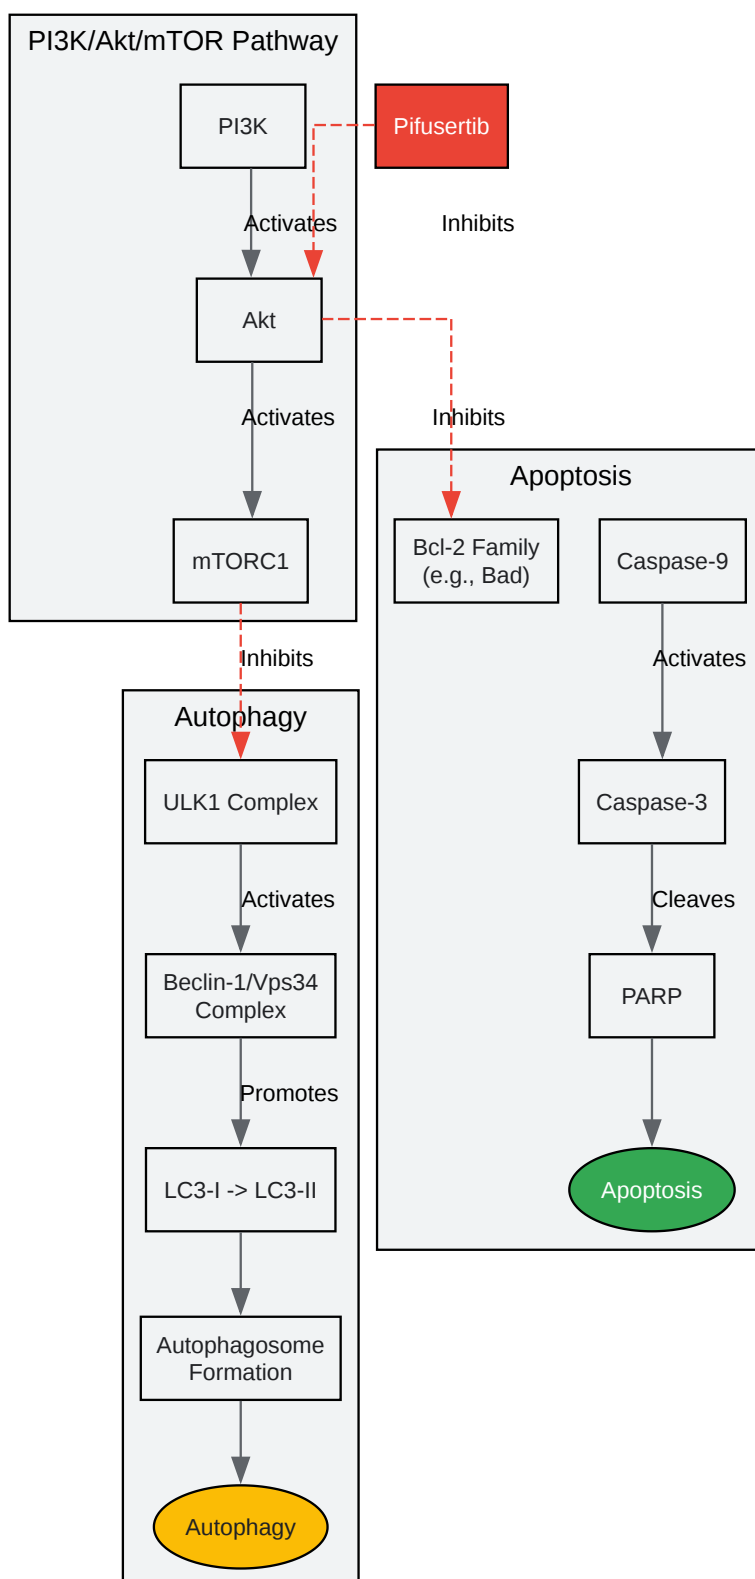 PI3K/Akt/mTOR Pathway
PI3K
Pifusertib
Activates
Inhibits
Akt
Activates
Inhibits
Apoptosis
mTORC1
Bcl-2 Family
(e.g., Bad)
Caspase-9
Inhibits
Activates
Autophagy
ULK1 Complex
Caspase-3
Activates
Cleaves
Beclin-1/Vps34
Complex
PARP
Promotes
LC3-I -> LC3-II
Apoptosis
Autophagosome
Formation
Autophagy